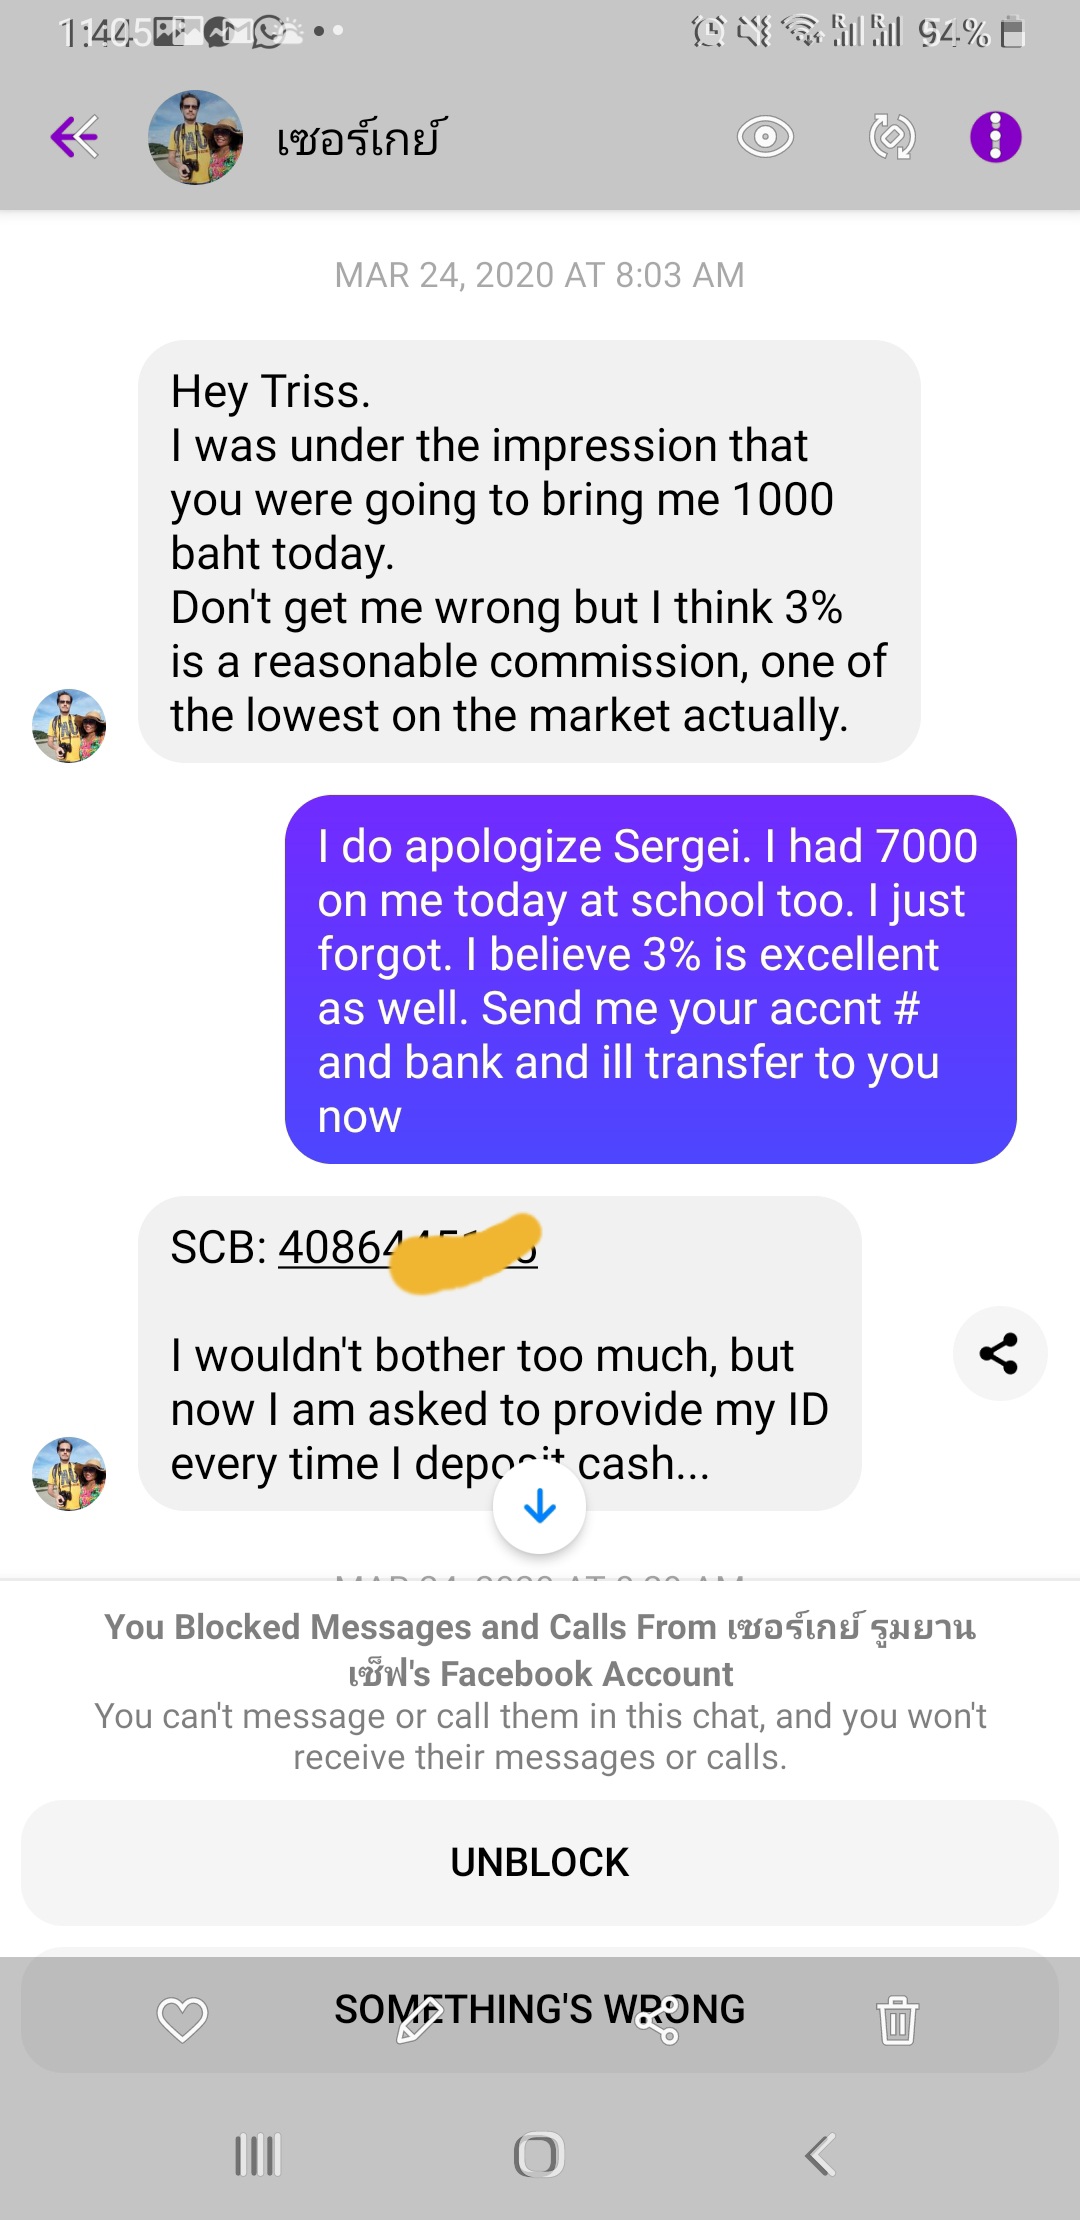 เซอร์เกย์
MAR 24, 2020 AT 8:03 AM
Hey Triss.
I was under the impression that
you were going to bring me 1000
baht today.
Don't get me wrong but I think 3%
is a reasonable commission, one of
the lowest on the market actually.
I do apologize Sergei. I had 7000
on me today at school too. I just
forgot. I believe 3% is excellent
as well. Send me your accnt #
and bank and ill transfer to you
now
SCB:
I wouldn't bother too much, but
now I am asked to provide my ID
every time I deposit cash...
You Blocked Messages and Calls From เซอร์เกย์ รูมยาน
เซ็ฟ's Facebook Account
You can't message or call them in this chat, and you won't
receive their messages or calls.
UNBLOCK
SOMETHING'S WRONG